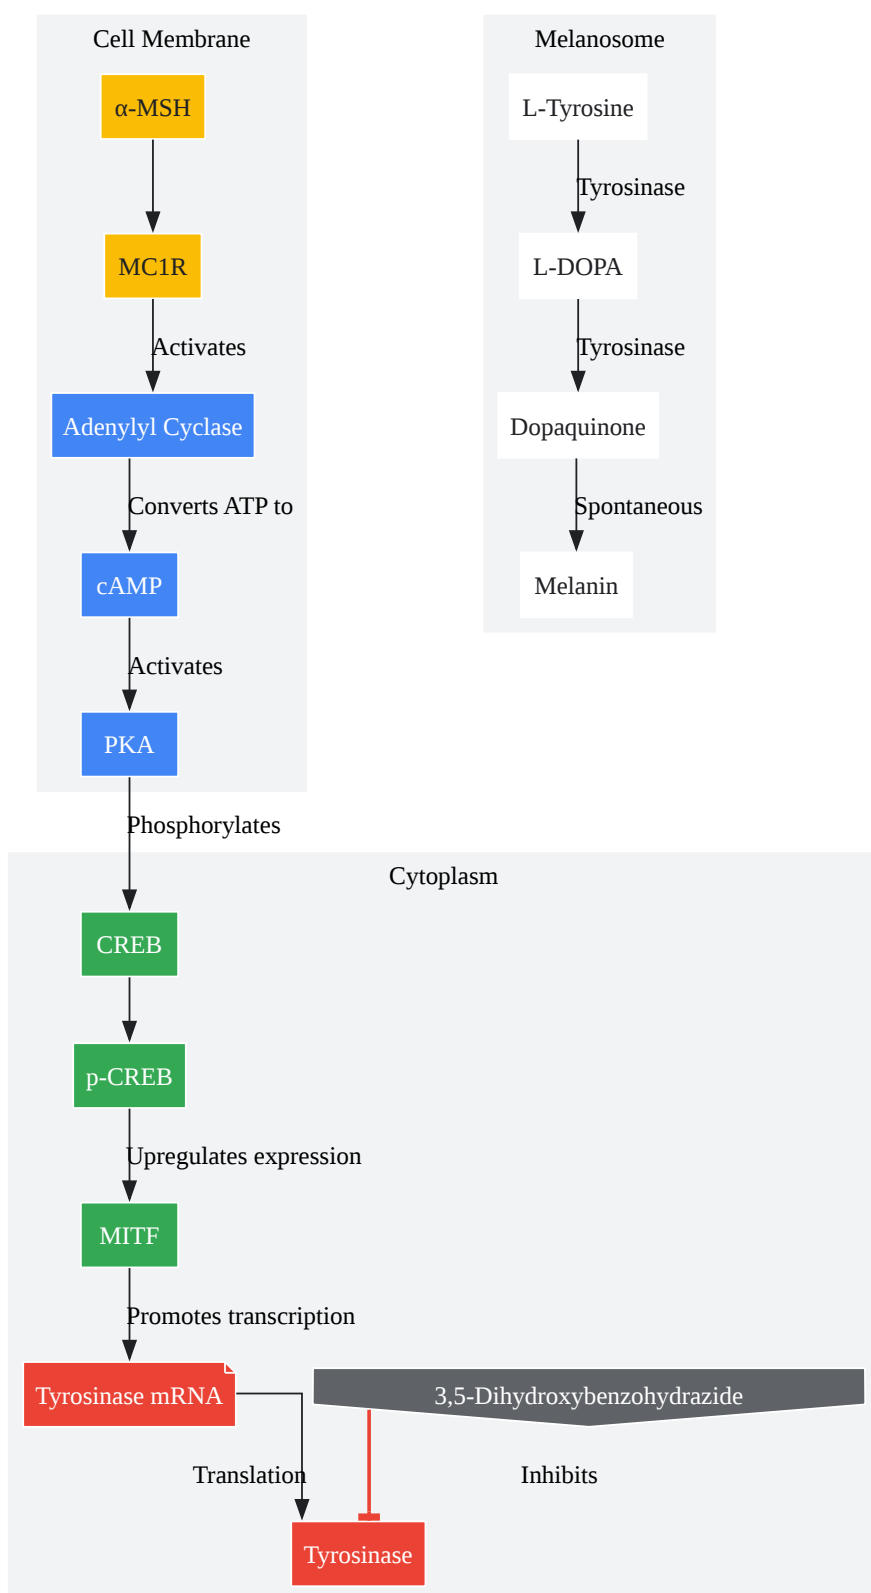 Cell Membrane
α-MSH
MC1R
Activates
Adenylyl Cyclase
Converts ATP to
cAMP
Activates
PKA
Phosphorylates
Melanosome
L-Tyrosine
Tyrosinase
L-DOPA
Tyrosinase
Dopaquinone
Spontaneous
Melanin
Cytoplasm
CREB
p-CREB
Upregulates expression
MITF
Promotes transcription
Tyrosinase mRNA
3,5-Dihydroxybenzohydrazide
Translation
Inhibits
Tyrosinase